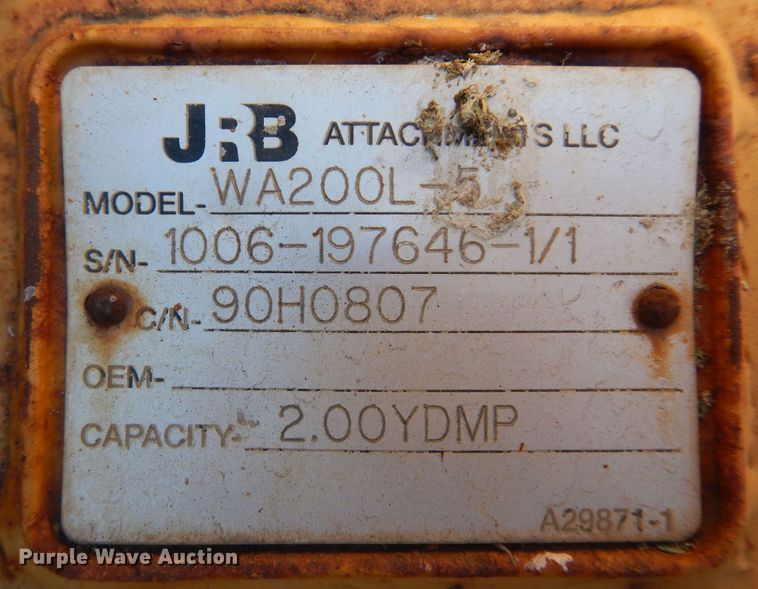 JRB ATTACHMENTS LLC
MODEL- WA200L-5
S/N- 1006-197646-1/1
C/N- 90H0807
OEM-
CAPACITY- 2.00YDMP
A29871-1
Purple Wave Auction